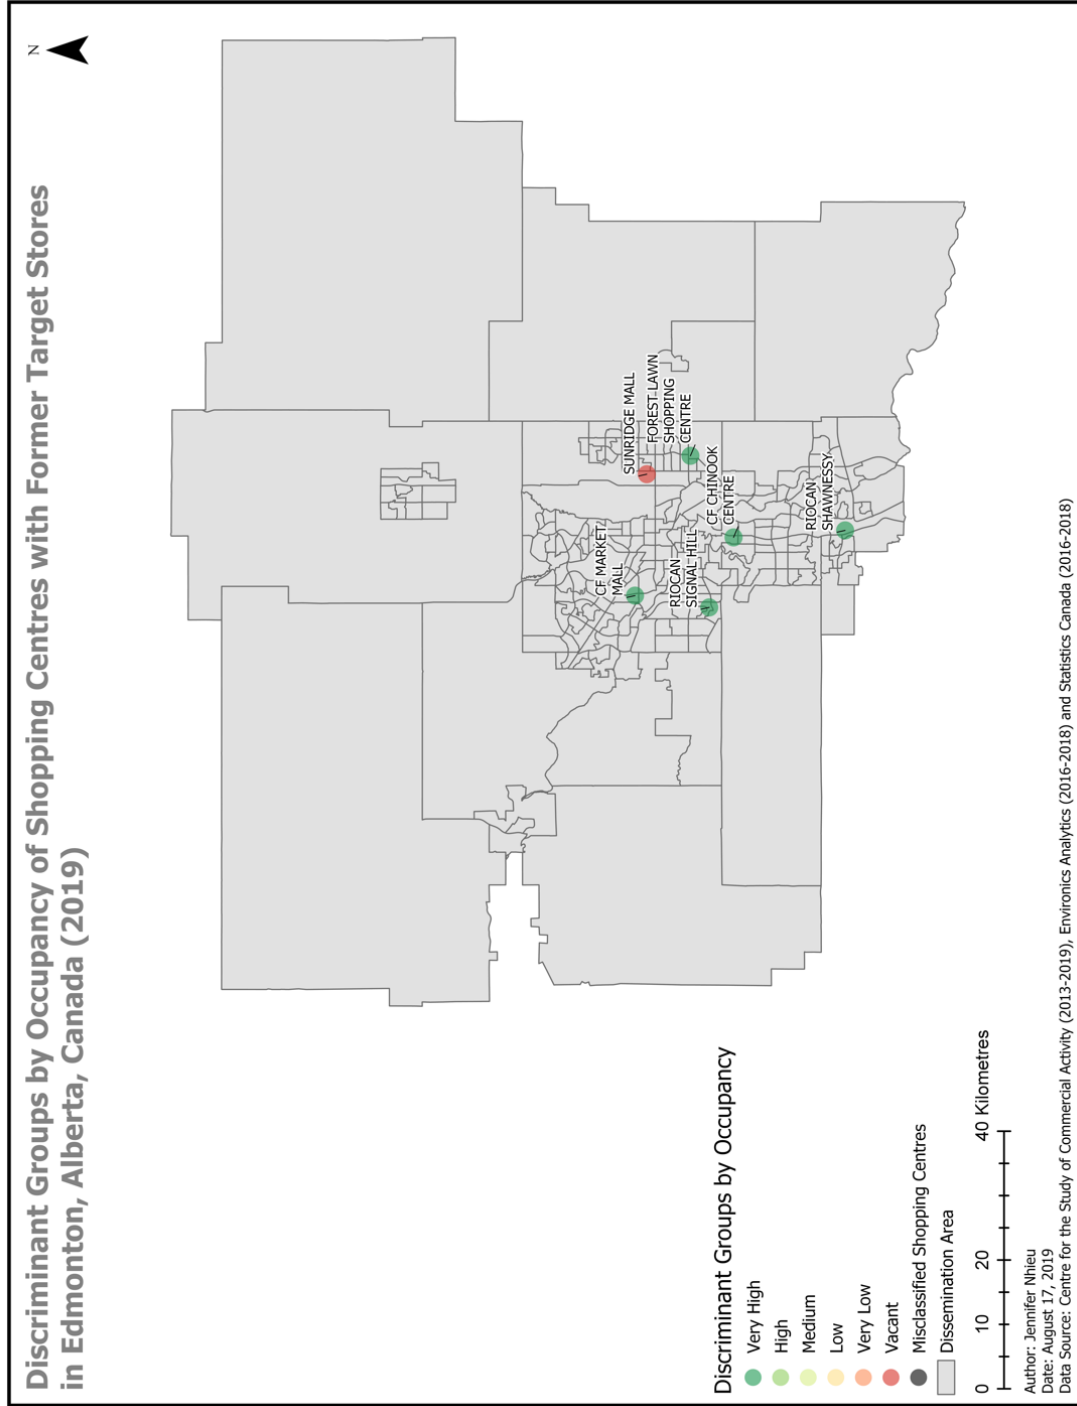 Discriminant Groups by Occupancy of Shopping Centres with Former Target Stores
in Edmonton, Alberta, Canada (2019)
N
SUNRIDGE MALL
FOREST LAWN
SHOPPING
CENTRE
CF MARKET
MALL
CF CHINOOK
CENTRE
RIOCAN
SIGNAL HILL
RIOCAN
SHAWNESSY
Discriminant Groups by Occupancy
Very High
High
Medium
Low
Very Low
Vacant
Misclassified Shopping Centres
Dissemination Area
0 10 20 40 Kilometres
Author: Jennifer Nhieu
Date: August 17, 2019
Data Source: Centre for the Study of Commercial Activity (2013-2019), Environics Analytics (2016-2018) and Statistics Canada (2016-2018)